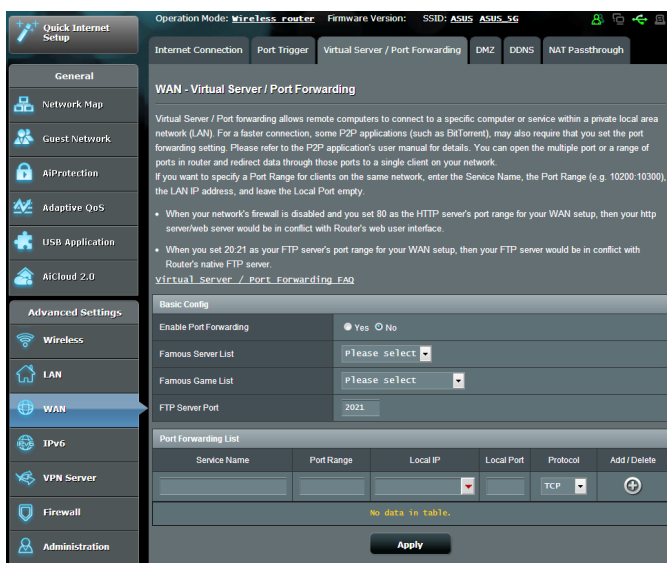 Quick Internet
Setup
Operation Mode: Wireless router Firmware Version: SSID: ASUS ASUS_5G
Internet Connection
Port Trigger
Virtual Server / Port Forwarding
DMZ
DDNS
NAT Passthrough
General
Network Map
Guest Network
AiProtection
Adaptive QoS
USB Application
AiCloud 2.0
Advanced Settings
Wireless
LAN
WAN
IPv6
VPN Server
Firewall
Administration
WAN - Virtual Server / Port Forwarding
Virtual Server / Port forwarding allows remote computers to connect to a specific computer or service within a private local area
network (LAN). For a faster connection, some P2P applications (such as BitTorrent), may also require that you set the port
forwarding setting. Please refer to the P2P application's user manual for details. You can open the multiple port or a range of
ports in router and redirect data through those ports to a single client on your network.
If you want to specify a Port Range for clients on the same network, enter the Service Name, the Port Range (e.g. 10200:10300),
the LAN IP address, and leave the Local Port empty.
• When your network's firewall is disabled and you set 80 as the HTTP server's port range for your WAN setup, then your http
server/web server would be in conflict with Router's web user interface.
• When you set 20:21 as your FTP server's port range for your WAN setup, then your FTP server would be in conflict with
Router's native FTP server.
Virtual Server / Port Forwarding FAQ
Basic Config
Enable Port Forwarding Yes No
Famous Server List Please select
Famous Game List Please select
FTP Server Port 2021
Port Forwarding List
Service Name Port Range Local IP Local Port Protocol Add / Delete
TCP
No data in table.
Apply